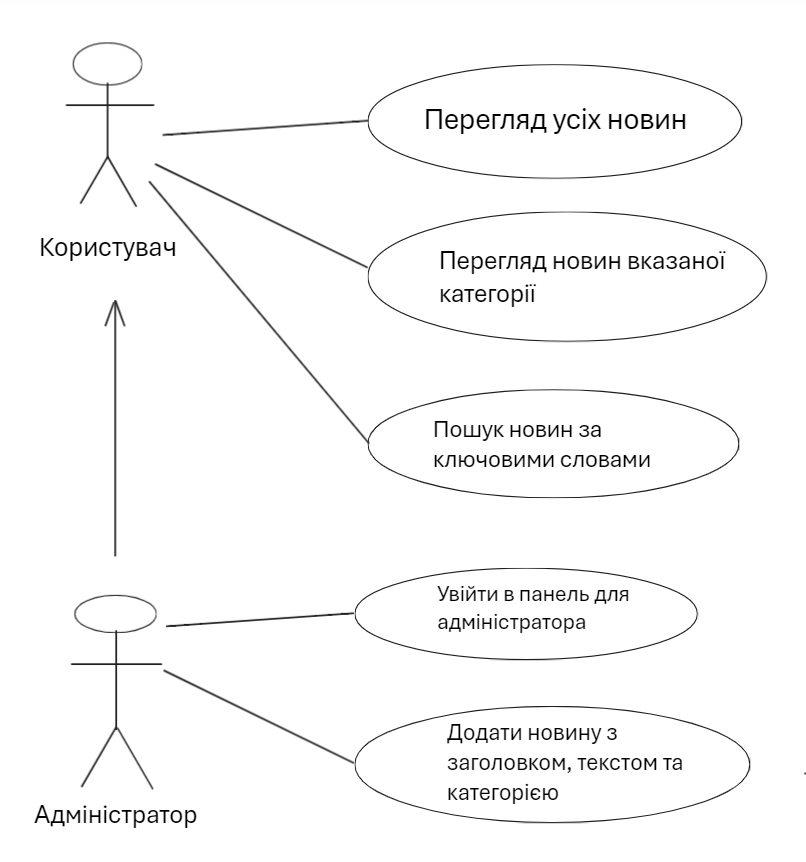 Перегляд усіх новин
Користувач
Перегляд новин вказаної
категорії
Пошук новин за
ключовими словами
Увійти в панель для
адміністратора
Додати новину з
заголовком, текстом та
категорією
Адміністратор